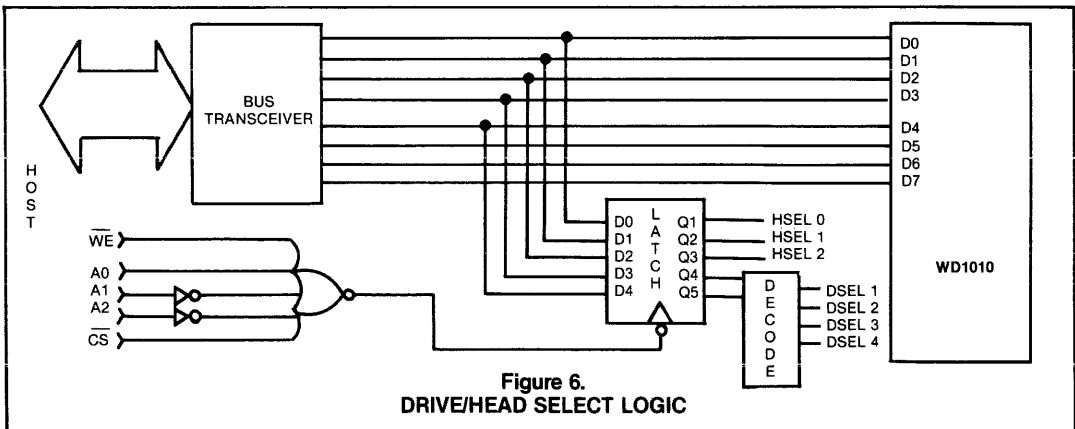 HOST
BUS
TRANSCEIVER
D0
D1
D2
D3
D4
D5
D6
D7
WD1010
W̅E̅
A0
A1
A2
C̅S̅
D0
D1
D2
D3
D4
LATCH
Q1
Q2
Q3
Q4
Q5
HSEL 0
HSEL 1
HSEL 2
DECODE
DSEL 1
DSEL 2
DSEL 3
DSEL 4
Figure 6.
DRIVE/HEAD SELECT LOGIC